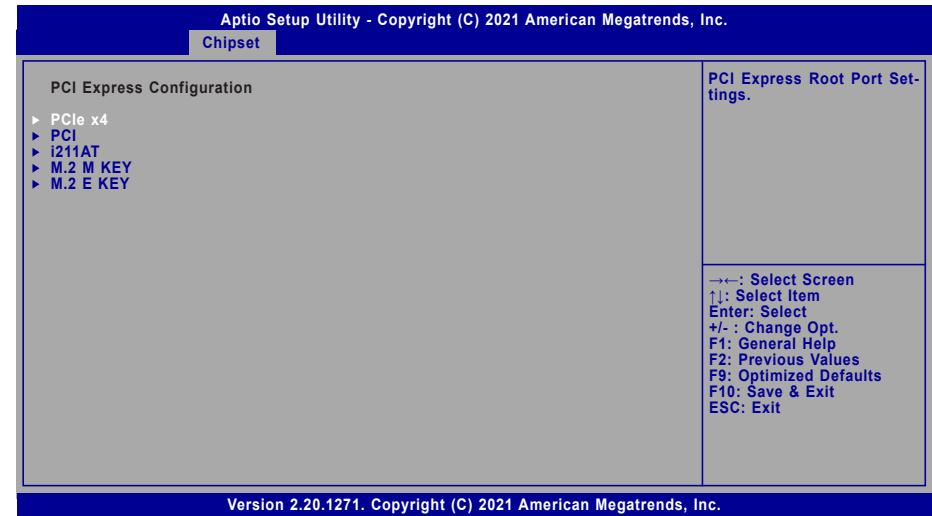 Aptio Setup Utility - Copyright (C) 2021 American Megatrends, Inc.
Chipset
PCI Express Configuration
► PCIe x4
► PCI
► i211AT
► M.2 M KEY
► M.2 E KEY
PCI Express Root Port Set-
tings.
→←: Select Screen
↑↓: Select Item
Enter: Select
+/- : Change Opt.
F1: General Help
F2: Previous Values
F9: Optimized Defaults
F10: Save & Exit
ESC: Exit
Version 2.20.1271. Copyright (C) 2021 American Megatrends, Inc.